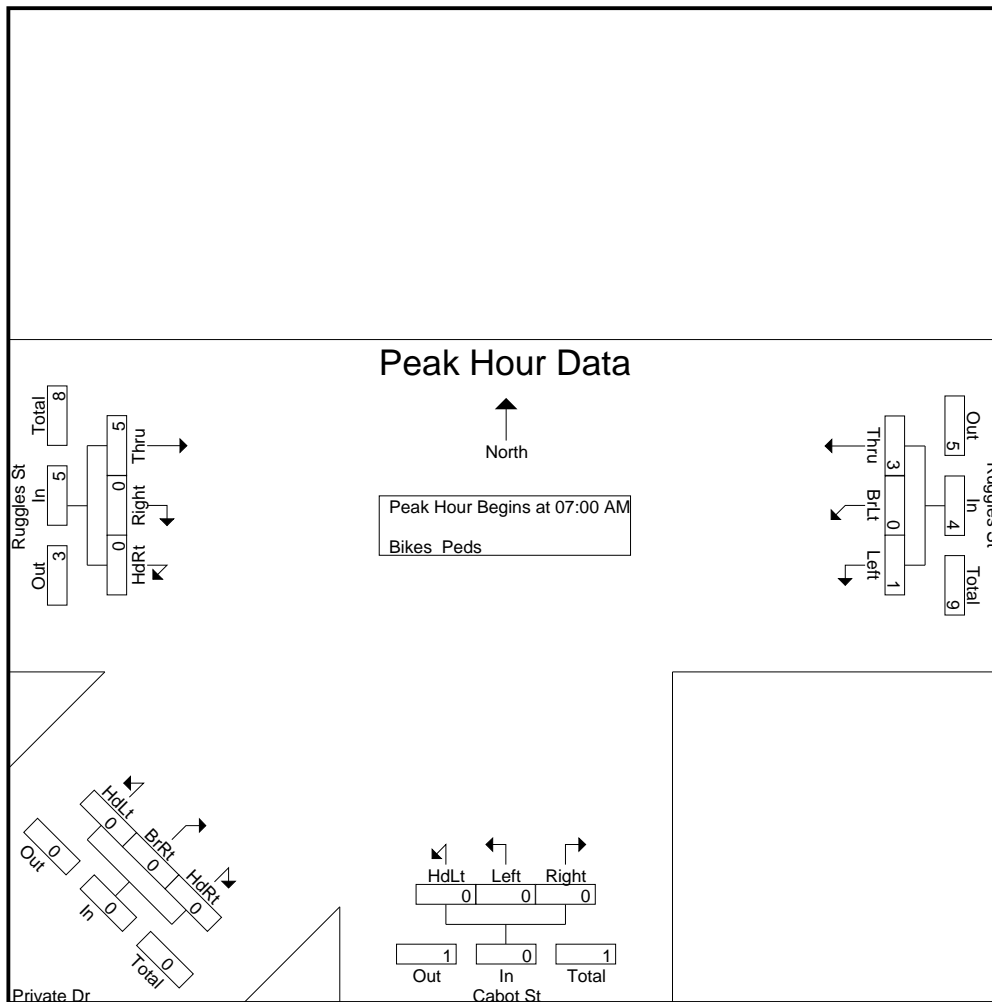 Peak Hour Data
North
Peak Hour Begins at 07:00 AM
Bikes Peds
Ruggles St
Out In Total
3 5 8
HdRt Right Thru
0 0 5
Ruggles St
Out In Total
5 4 9
Thru BrLt Left
3 0 1
HdLt BrRt HdRt
0 0 0
0 0 0
Out In Total
Private Dr
HdLt Left Right
0 0 0
1 0 1
Out In Total
Cabot St